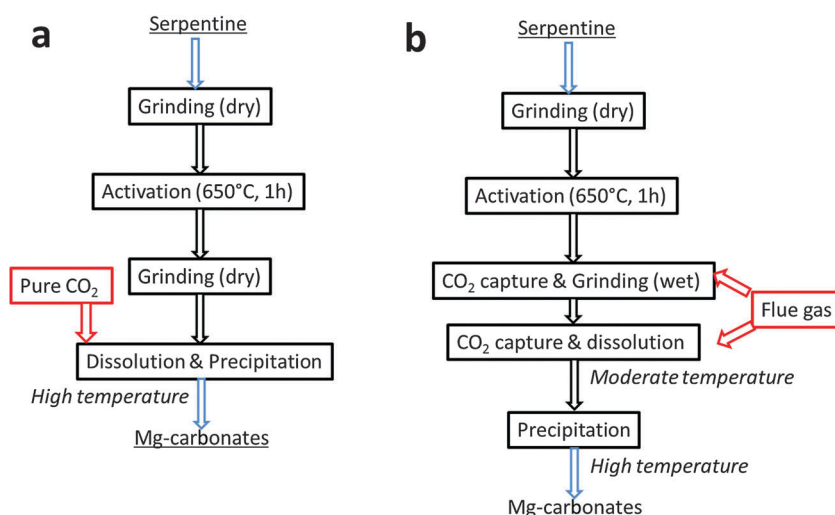 a
Serpentine
Grinding (dry)
Activation (650°C, 1h)
Grinding (dry)
Pure CO₂
Dissolution & Precipitation
High temperature
Mg-carbonates
b
Serpentine
Grinding (dry)
Activation (650°C, 1h)
CO₂ capture & Grinding (wet)
Flue gas
CO₂ capture & dissolution
Moderate temperature
Precipitation
High temperature
Mg-carbonates